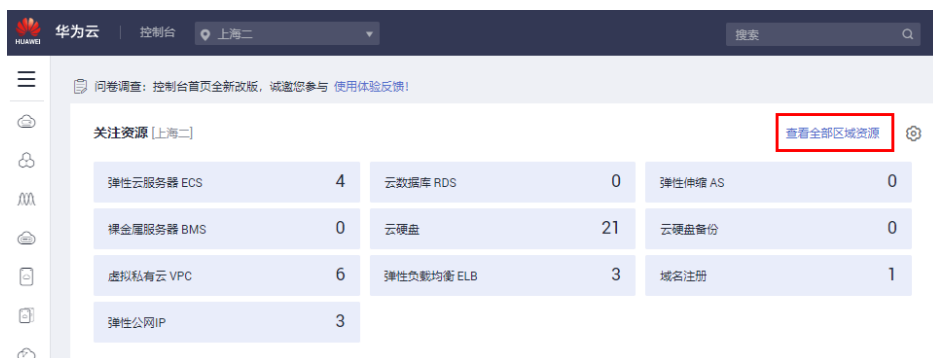 HUAWEI 华为云 | 控制台 上海二 搜索
问卷调查：控制台首页全新改版，诚邀您参与 使用体验反馈！
关注资源 [上海二] 查看全部区域资源
弹性云服务器 ECS 4 云数据库 RDS 0 弹性伸缩 AS 0
裸金属服务器 BMS 0 云硬盘 21 云硬盘备份 0
虚拟私有云 VPC 6 弹性负载均衡 ELB 3 域名注册 1
弹性公网IP 3